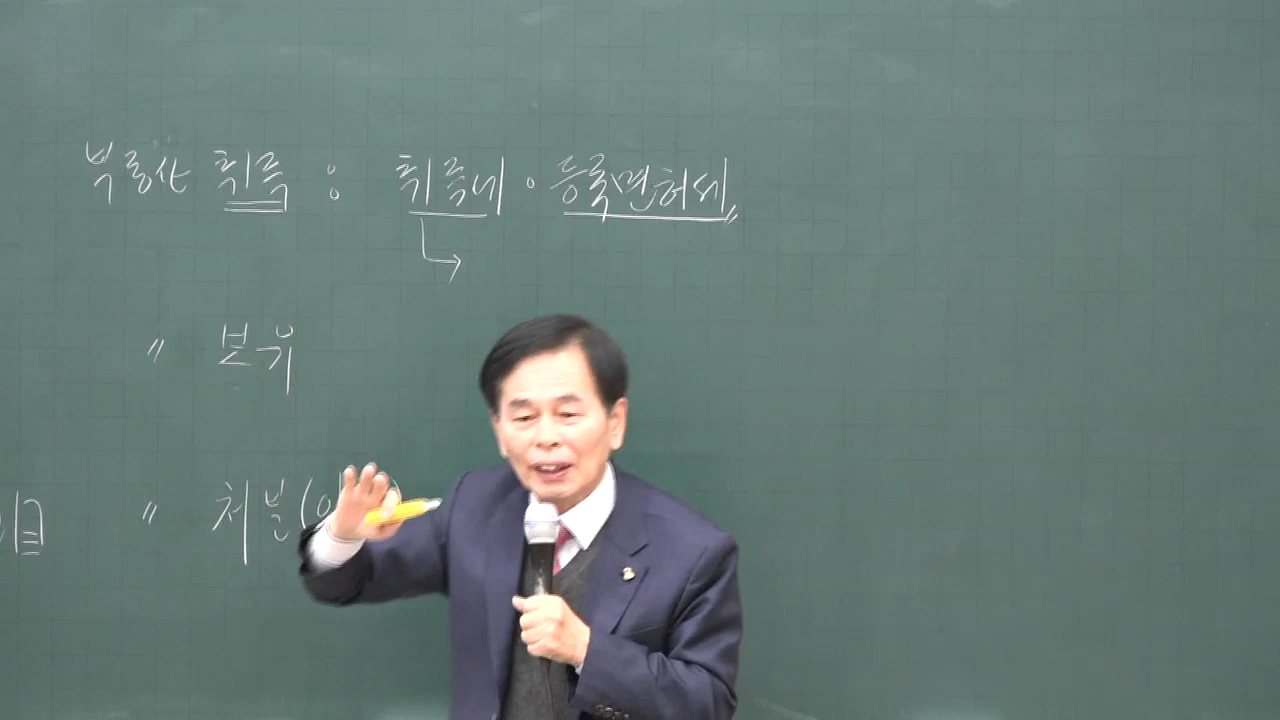 부동산 취득 : 취득세 · 등록면허세
〃 보유
〃 처분(